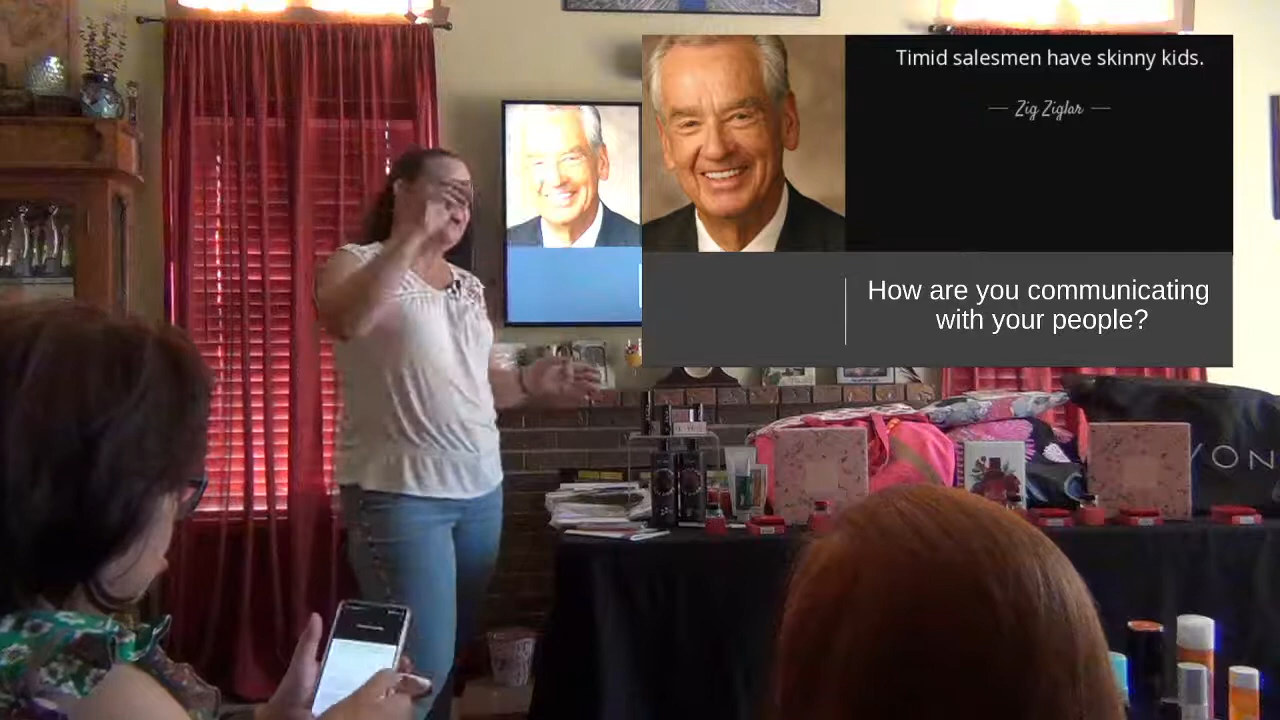 Timid salesmen have skinny kids.
Zig Ziglar
How are you communicating
with your people?
VON